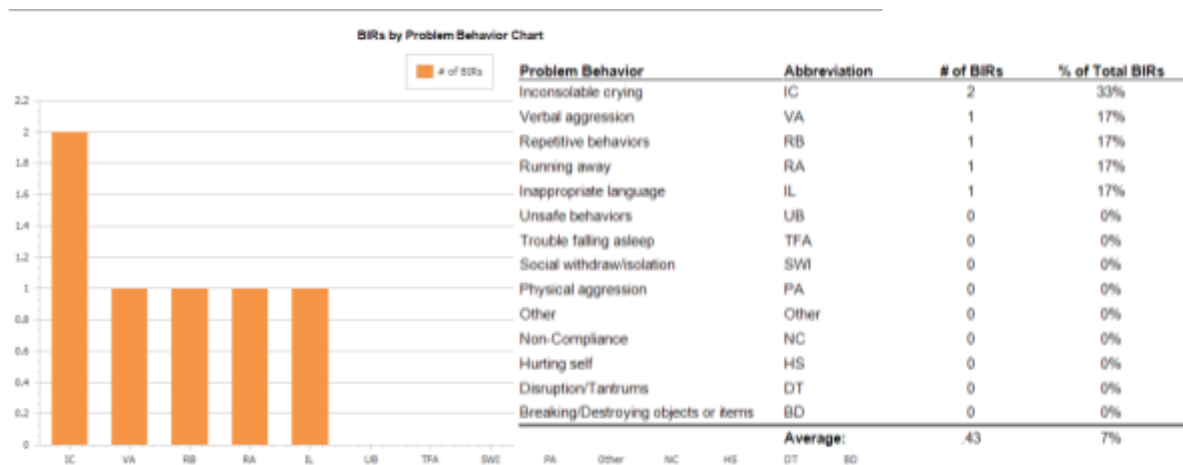 BIRs by Problem Behavior Chart
# of BIRs
2.2
2
1.8
1.6
1.4
1.2
1
0.8
0.6
0.4
0.2
0
IC VA RB RA IL UB TFA SWI PA Other NC HS DT BD
Problem Behavior Abbreviation # of BIRs % of Total BIRs
Inconsolable crying IC 2 33%
Verbal aggression VA 1 17%
Repetitive behaviors RB 1 17%
Running away RA 1 17%
Inappropriate language IL 1 17%
Unsafe behaviors UB 0 0%
Trouble falling asleep TFA 0 0%
Social withdraw/isolation SWI 0 0%
Physical aggression PA 0 0%
Other Other 0 0%
Non-Compliance NC 0 0%
Hurting self HS 0 0%
Disruption/Tantrums DT 0 0%
Breaking/Destroying objects or items BD 0 0%
Average: .43 7%